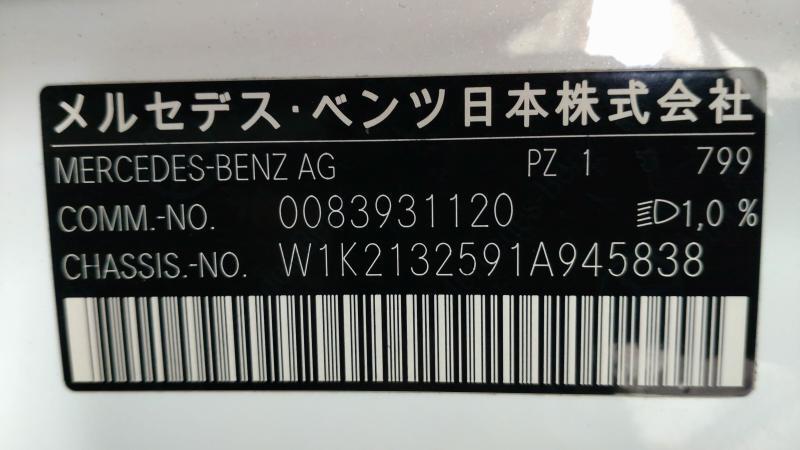 メルセデス・ベンツ日本株式会社
MERCEDES-BENZ AG PZ 1 799
COMM.-NO. 0083931120 1,0 %
CHASSIS.-NO. W1K2132591A945838